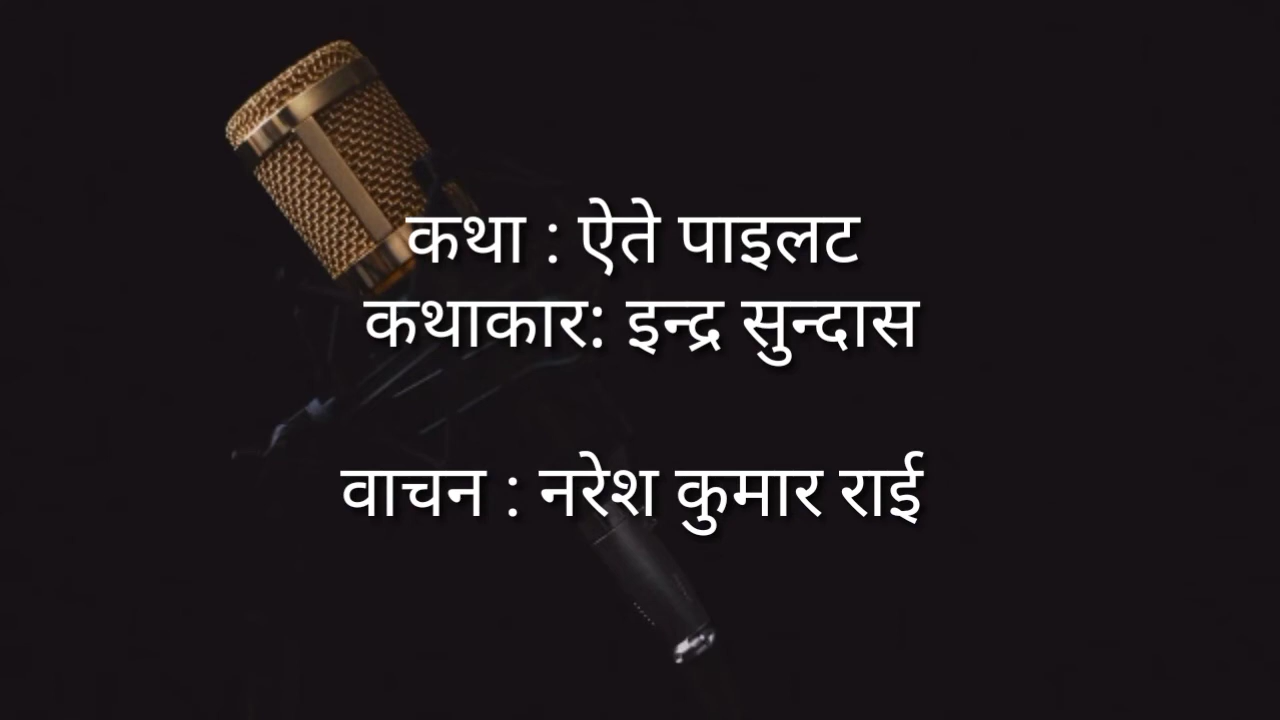 कथा : ऐते पाइलट
कथाकार: इन्द्र सुन्दास
वाचन : नरेश कुमार राई